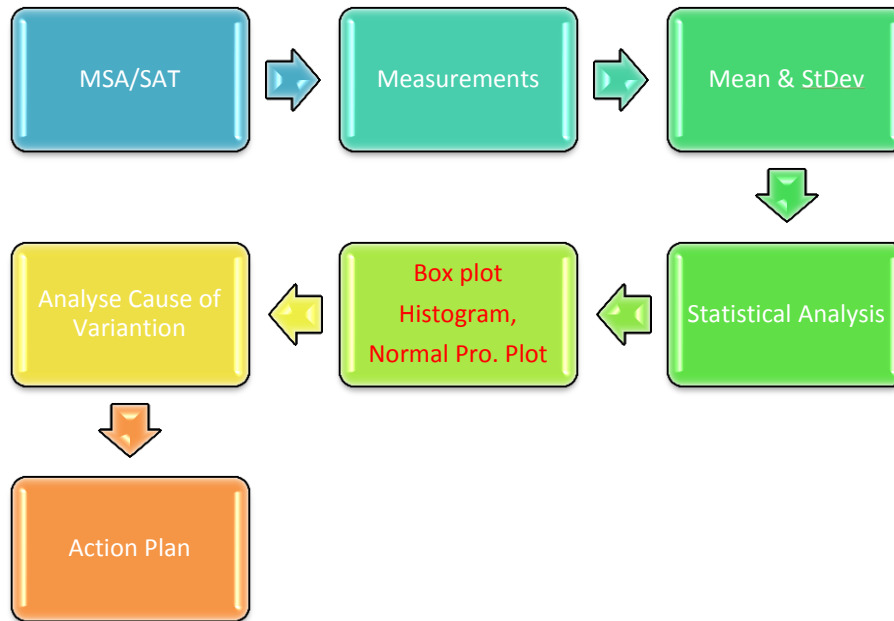 MSA/SAT
Measurements
Mean & StDev
Statistical Analysis
Box plot
Histogram,
Normal Pro. Plot
Analyse Cause of
Variantion
Action Plan